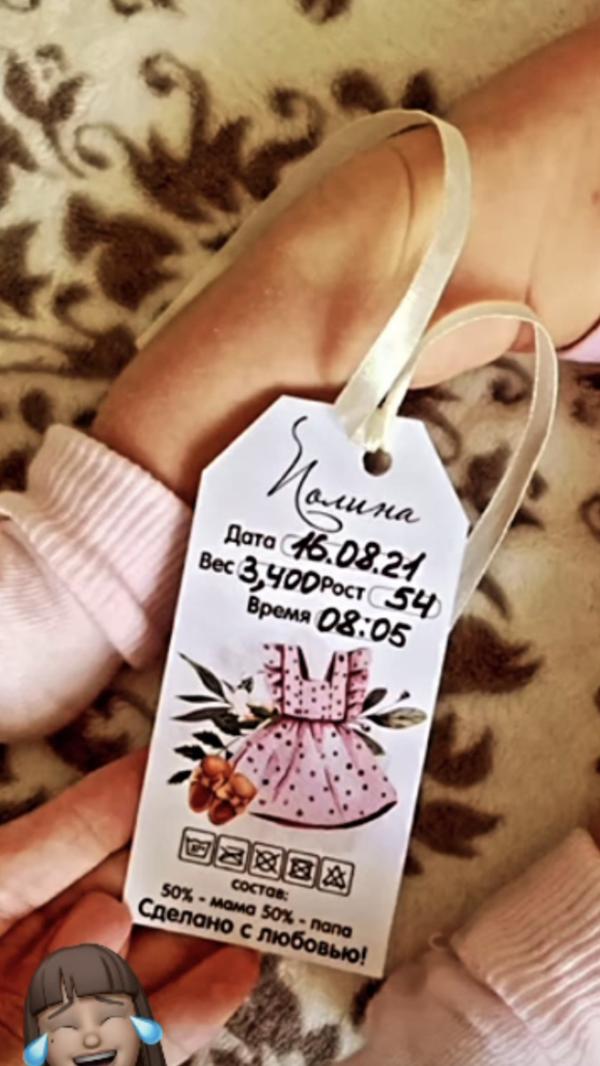 Полина
Дата 16.08.21
Вес 3,400 Рост 54
Время 08:05
состав:
50% - мама 50% - папа
Сделано с любовью!